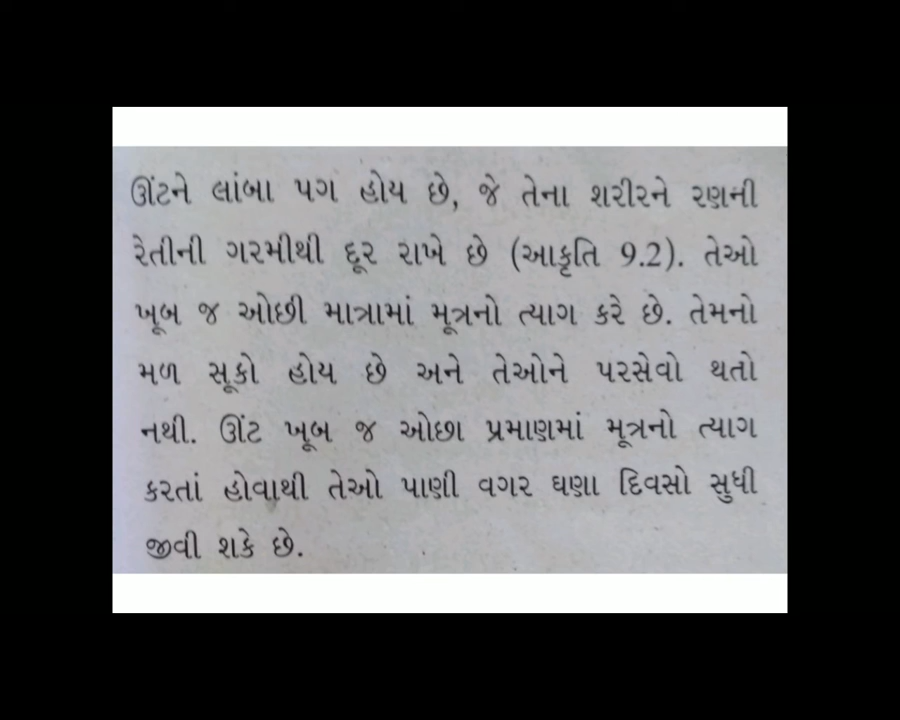 ઊંટને લાંબા પગ હોય છે, જે તેના શરીરને રણની
રેતીની ગરમીથી દૂર રાખે છે (આકૃતિ 9.2). તેઓ
ખૂબ જ ઓછી માત્રામાં મૂત્રનો ત્યાગ કરે છે. તેમનો
મળ સૂકો હોય છે અને તેઓને પરસેવો થતો
નથી. ઊંટ ખૂબ જ ઓછા પ્રમાણમાં મૂત્રનો ત્યાગ
કરતાં હોવાથી તેઓ પાણી વગર ઘણા દિવસો સુધી
જીવી શકે છે.